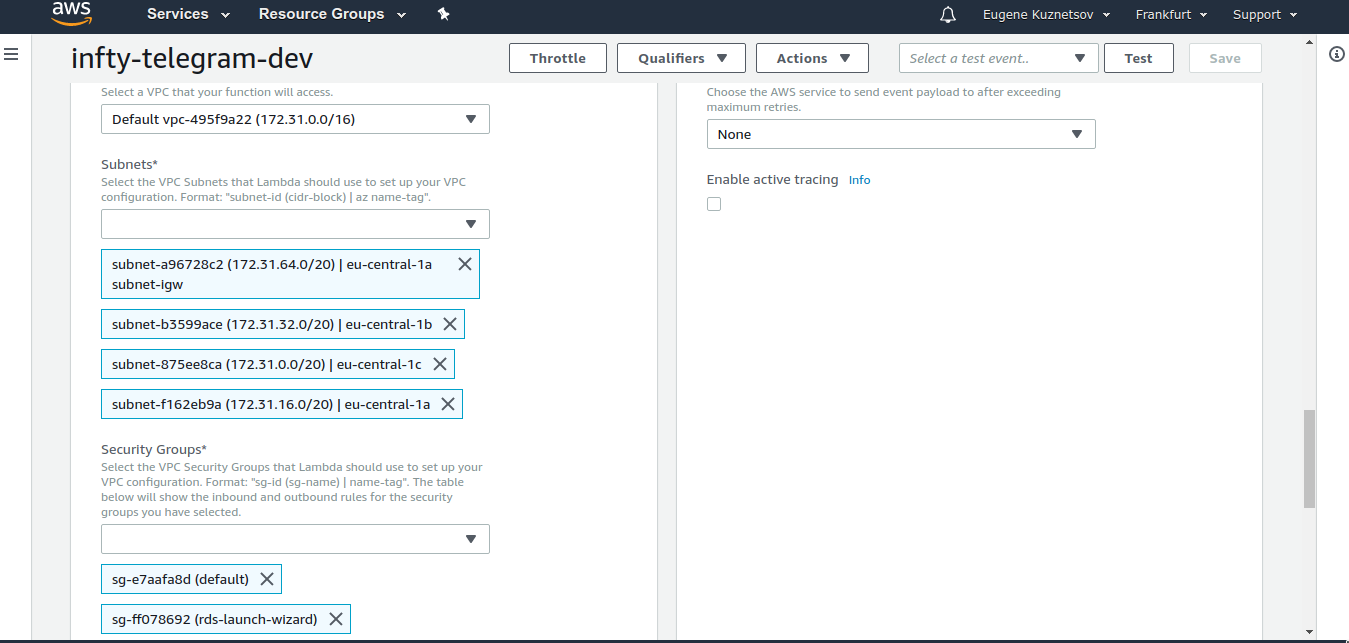 aws
Services
Resource Groups
Eugene Kuznetsov
Frankfurt
Support
infty-telegram-dev
Throttle
Qualifiers
Actions
Select a test event..
Test
Save
Select a VPC that your function will access.
Default vpc-495f9a22 (172.31.0.0/16)
Subnets*
Select the VPC Subnets that Lambda should use to set up your VPC
configuration. Format: "subnet-id (cidr-block) | az name-tag".
subnet-a96728c2 (172.31.64.0/20) | eu-central-1a
subnet-igw
subnet-b3599ace (172.31.32.0/20) | eu-central-1b
subnet-875ee8ca (172.31.0.0/20) | eu-central-1c
subnet-f162eb9a (172.31.16.0/20) | eu-central-1a
Security Groups*
Select the VPC Security Groups that Lambda should use to set up your
VPC configuration. Format: "sg-id (sg-name) | name-tag". The table
below will show the inbound and outbound rules for the security
groups you have selected.
sg-e7aafa8d (default)
sg-ff078692 (rds-launch-wizard)
Choose the AWS service to send event payload to after exceeding
maximum retries.
None
Enable active tracing
Info